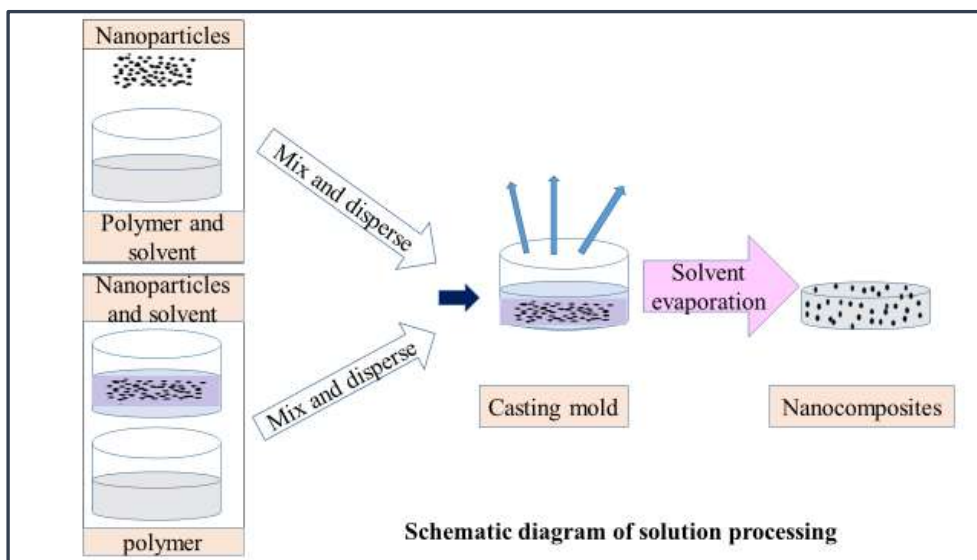 Nanoparticles
Polymer and
solvent
Nanoparticles
and solvent
polymer
Mix and disperse
Mix and disperse
Casting mold
Solvent
evaporation
Nanocomposites
Schematic diagram of solution processing